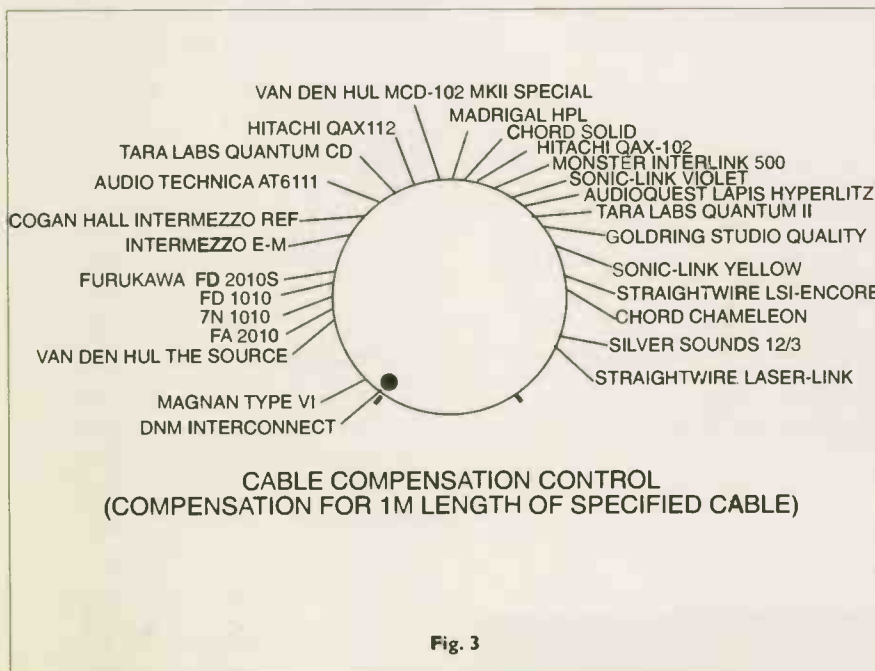 VAN DEN HUL MCD-102 MKII SPECIAL
HITACHI QAX112
TARA LABS QUANTUM CD
AUDIO TECHNICA AT6111
COGAN HALL INTERMEZZO REF
INTERMEZZO E-M
FURUKAWA FD 2010S
FD 1010
7N 1010
FA 2010
VAN DEN HUL THE SOURCE
MAGNAN TYPE VI
DNM INTERCONNECT
MADRIGAL HPL
CHORD SOLID
HITACHI QAX-102
MONSTER INTERLINK 500
SONIC-LINK VIOLET
AUDIOQUEST LAPIS HYPERLITZ
TARA LABS QUANTUM II
GOLDRING STUDIO QUALITY
SONIC-LINK YELLOW
STRAIGHTWIRE LSI-ENCORE
CHORD CHAMELEON
SILVER SOUNDS 12/3
STRAIGHTWIRE LASER-LINK
CABLE COMPENSATION CONTROL
(COMPENSATION FOR 1M LENGTH OF SPECIFIED CABLE)
Fig. 3